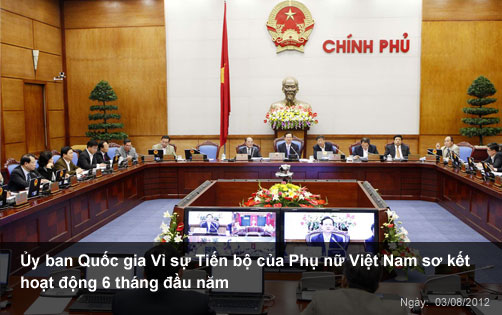 CHÍNH PHỦ
Ủy ban Quốc gia Vì sự Tiến bộ của Phụ nữ Việt Nam sơ kết
hoạt động 6 tháng đầu năm
Ngày: 03/08/2012